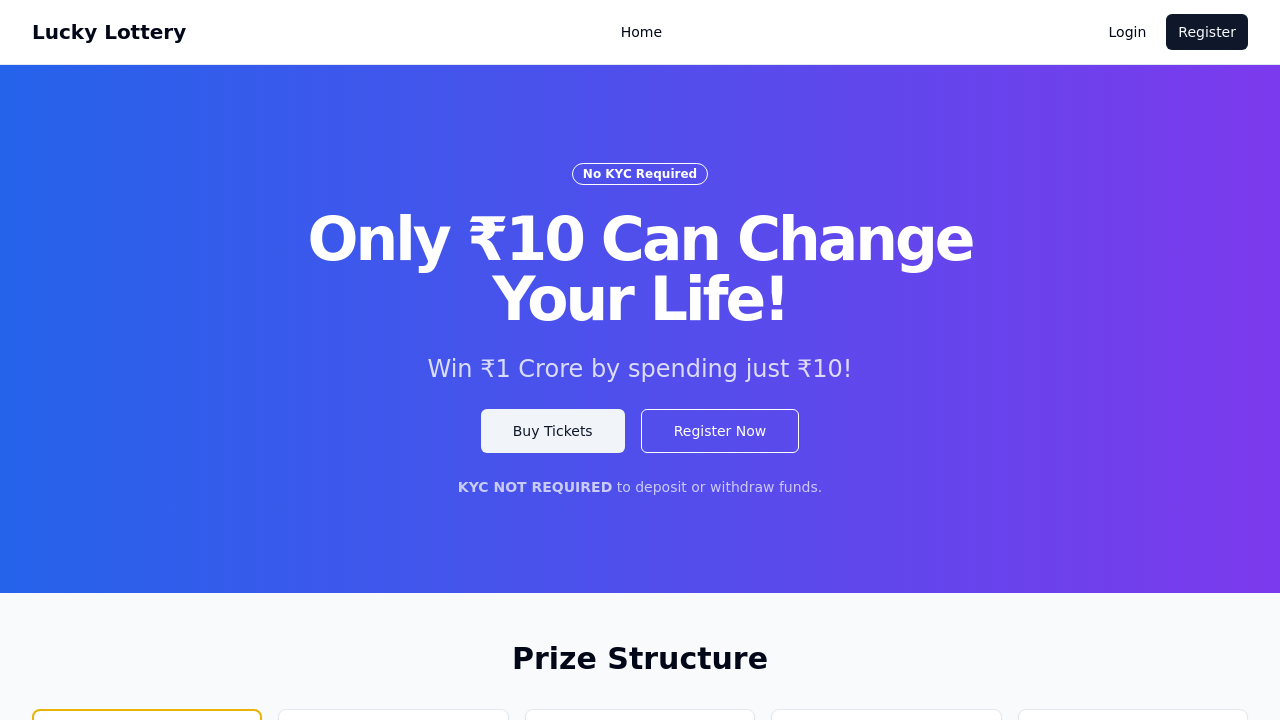 Lucky Lottery
Home
Login
Register
No KYC Required
Only ₹10 Can Change
Your Life!
Win ₹1 Crore by spending just ₹10!
Buy Tickets
Register Now
KYC NOT REQUIRED to deposit or withdraw funds.
Prize Structure